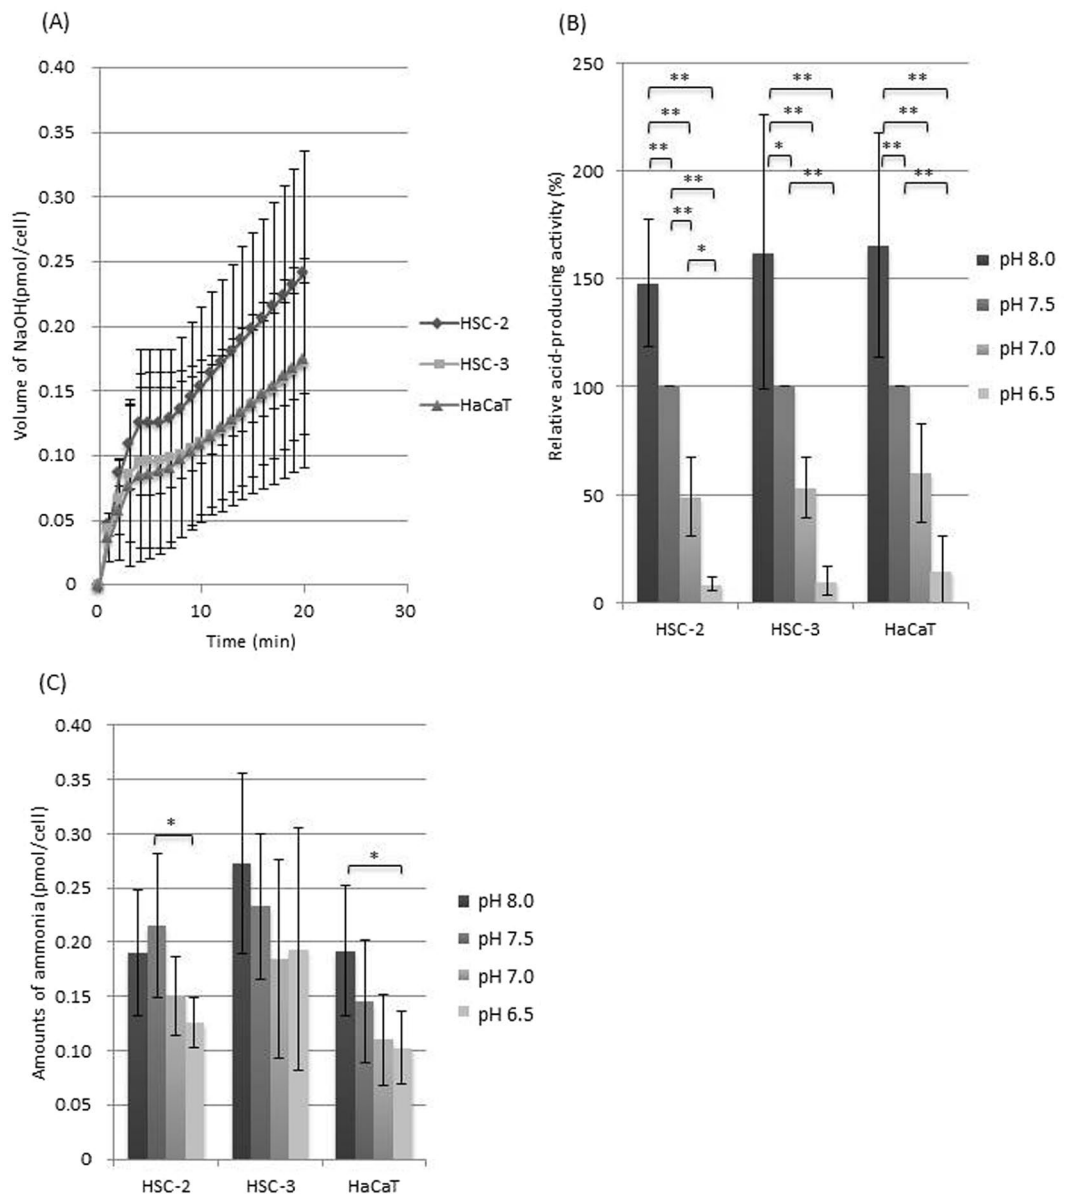 (A)
0.40
0.35
0.30
0.25
0.20
0.15
0.10
0.05
0
Volume of NaOH(pmol/cell)
0 10 20 30
Time (min)
HSC-2
HSC-3
HaCaT
(B)
250
200
150
100
50
0
Relative acid-producing activity (%)
** ** **
** ** **
** * **
** ** **
**
*
HSC-2 HSC-3 HaCaT
pH 8.0
pH 7.5
pH 7.0
pH 6.5
(C)
0.40
0.35
0.30
0.25
0.20
0.15
0.10
0.05
0
Amounts of ammonia (pmol/cell)
*
*
HSC-2 HSC-3 HaCaT
pH 8.0
pH 7.5
pH 7.0
pH 6.5